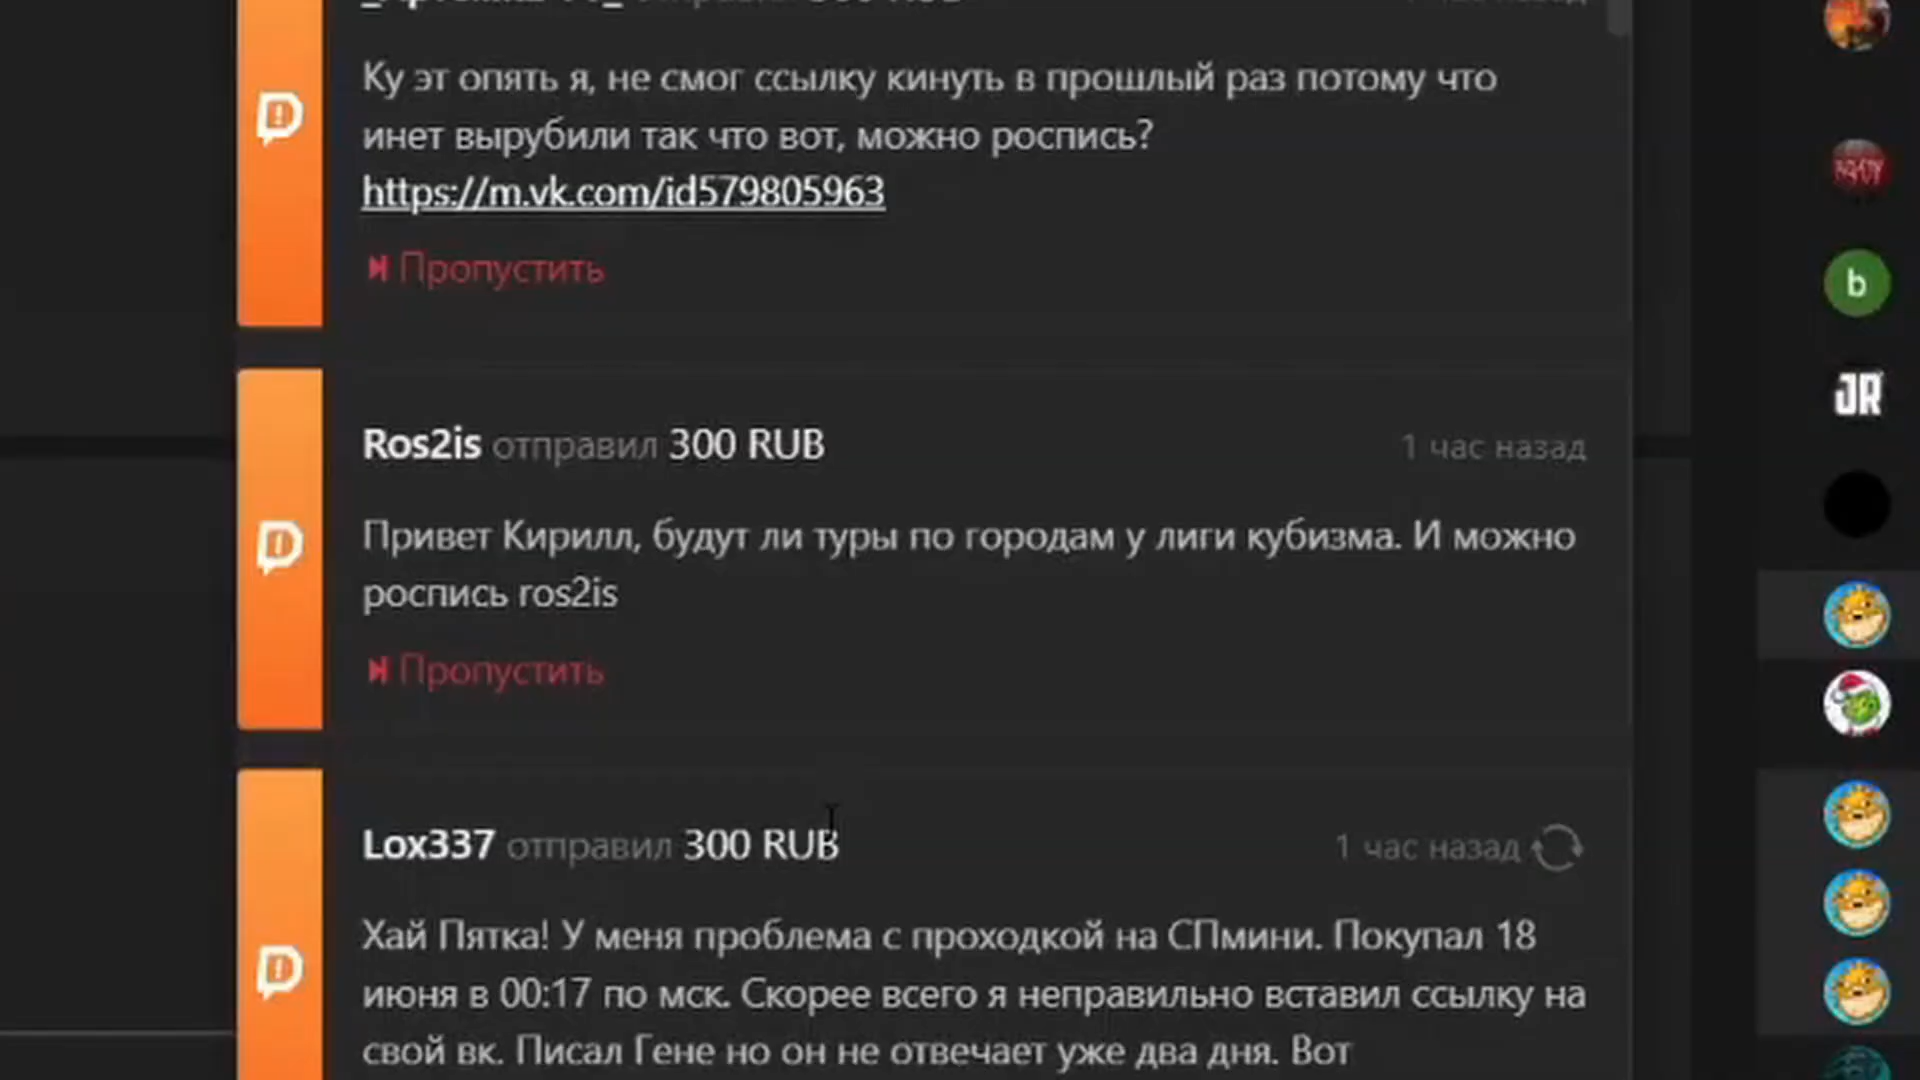 300 RUB
Ку эт опять я, не смог ссылку кинуть в прошлый раз потому что
инет вырубили так что вот, можно роспись?
https://m.vk.com/id579805963
Пропустить
Ros2is отправил 300 RUB 1 час назад
Привет Кирилл, будут ли туры по городам у лиги кубизма. И можно
роспись ros2is
Пропустить
Lox337 отправил 300 RUB 1 час назад
Хай Пятка! У меня проблема с проходкой на СПмини. Покупал 18
июня в 00:17 по мск. Скорее всего я неправильно вставил ссылку на
свой вк. Писал Гене но он не отвечает уже два дня. Вот
b
JR